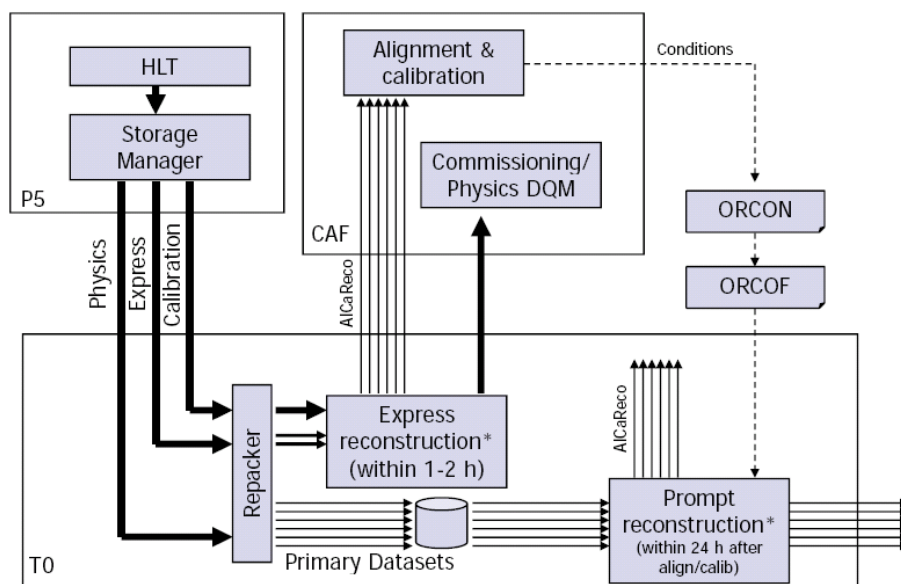 HLT
Storage
Manager
P5
Alignment &
calibration
Commissioning/
Physics DQM
CAF
Conditions
ORCON
ORCOF
Physics
Express
Calibration
AlCaReco
Repacker
Express
reconstruction*
(within 1-2 h)
AlCaReco
Prompt
reconstruction*
(within 24 h after
align/calib)
Primary Datasets
T0